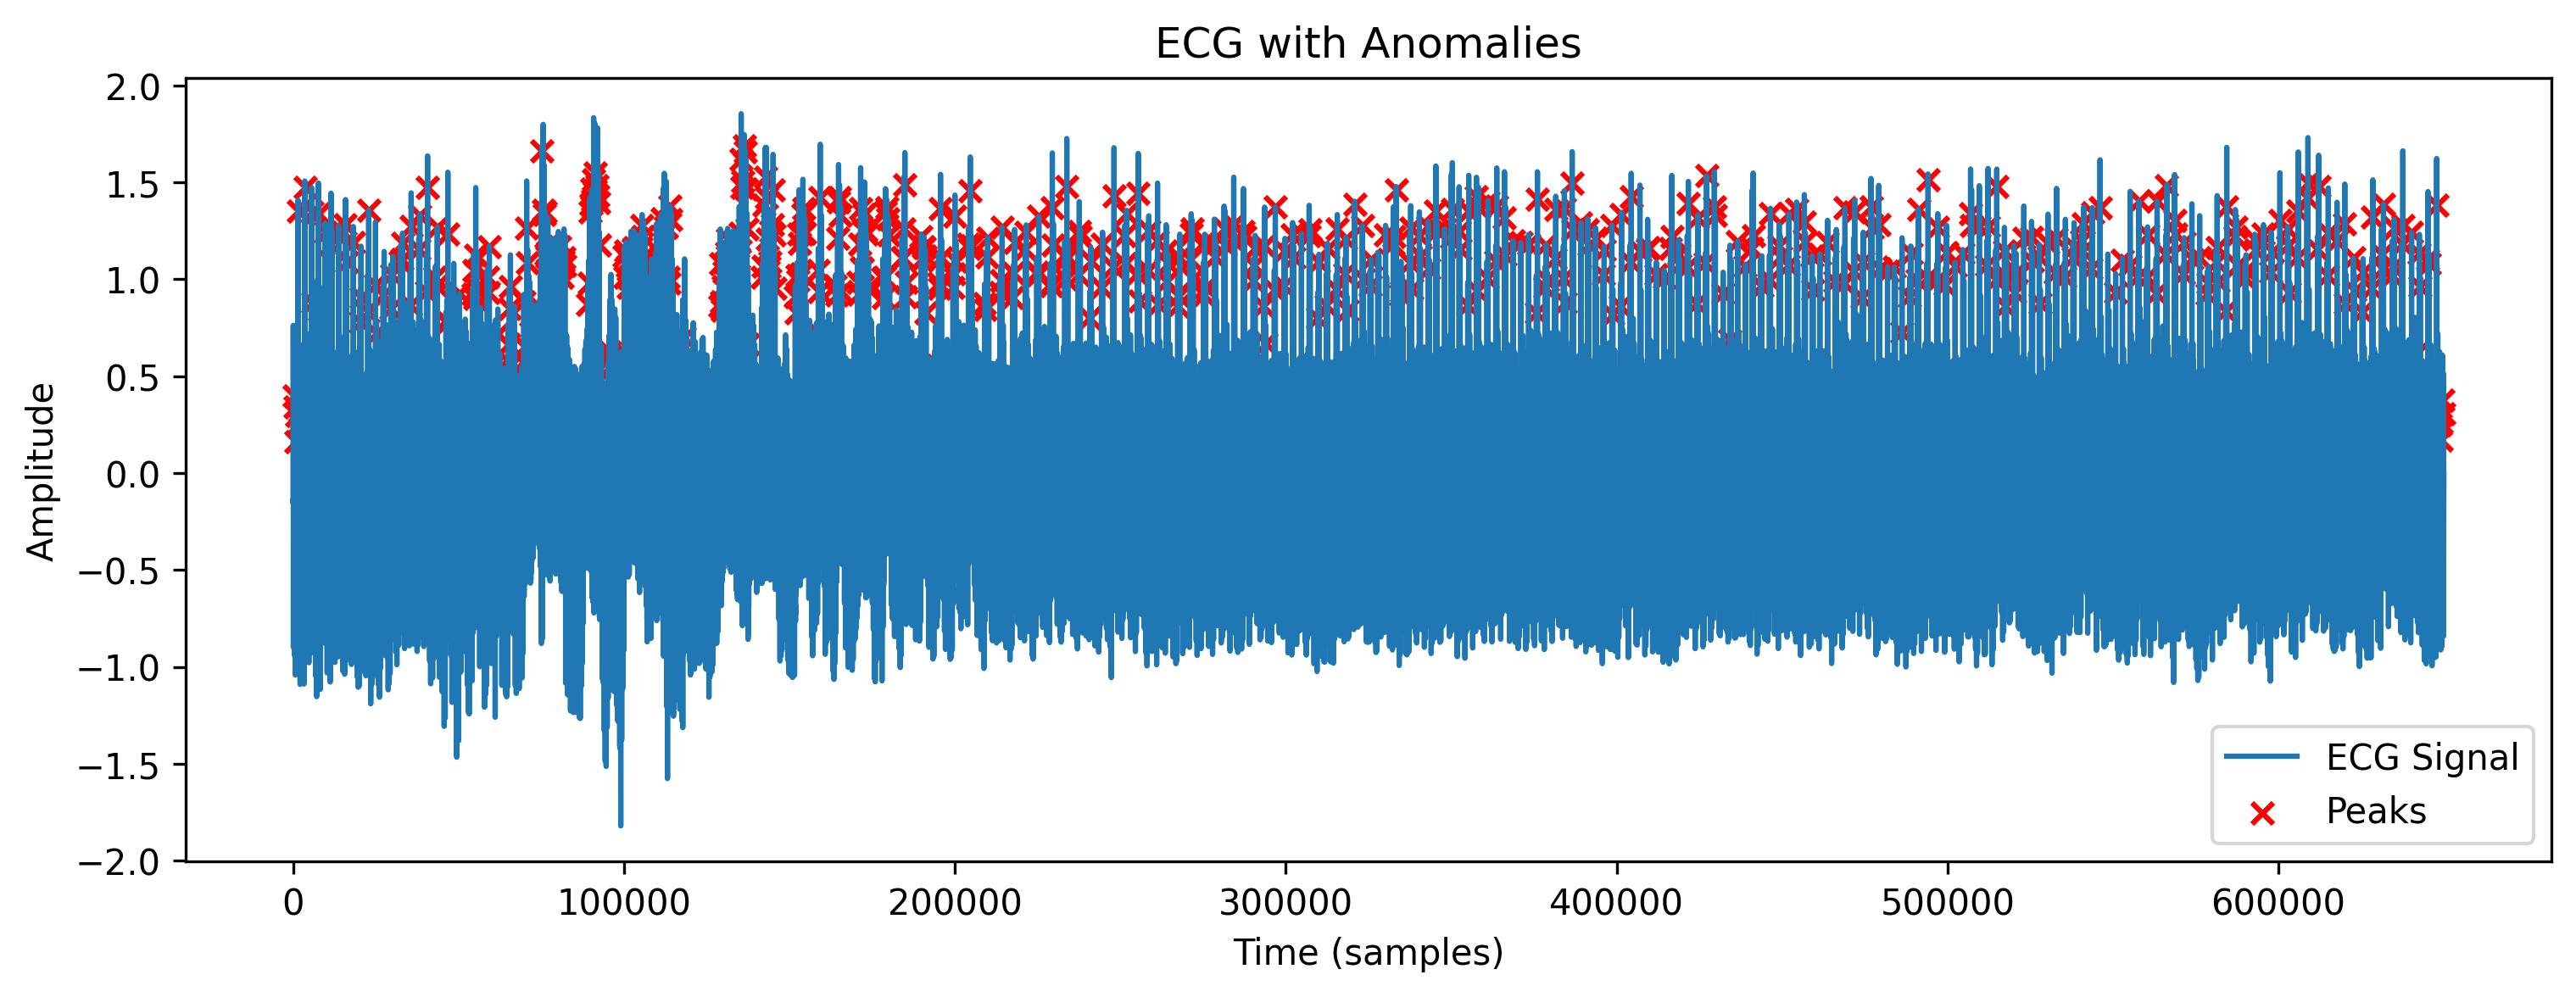 ECG with Anomalies
2.0
1.5
1.0
0.5
0.0
−0.5
−1.0
−1.5
−2.0
Amplitude
0 100000 200000 300000 400000 500000 600000
Time (samples)
ECG Signal
Peaks